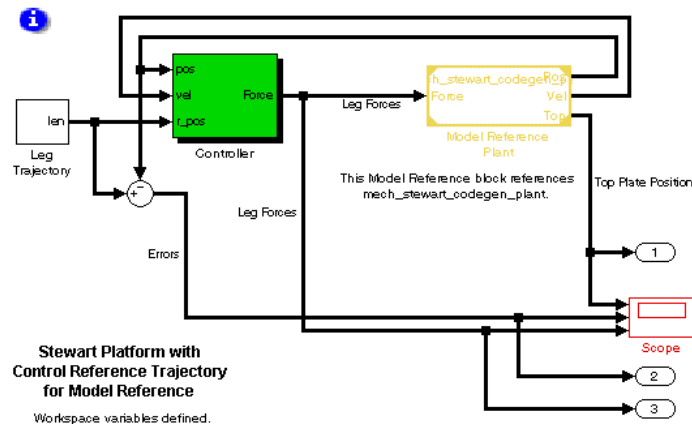 i
pos
vel
r_pos
Force
Controller
len
Leg
Trajectory
Leg Forces
h_stewart_codegen_p
Force
Pos
Vel
Top
Model Reference
Plant
This Model Reference block references
mech_stewart_codegen_plant.
Top Plate Position
Leg Forces
+
-
Errors
1
Scope
2
3
Stewart Platform with
Control Reference Trajectory
for Model Reference
Workspace variables defined.